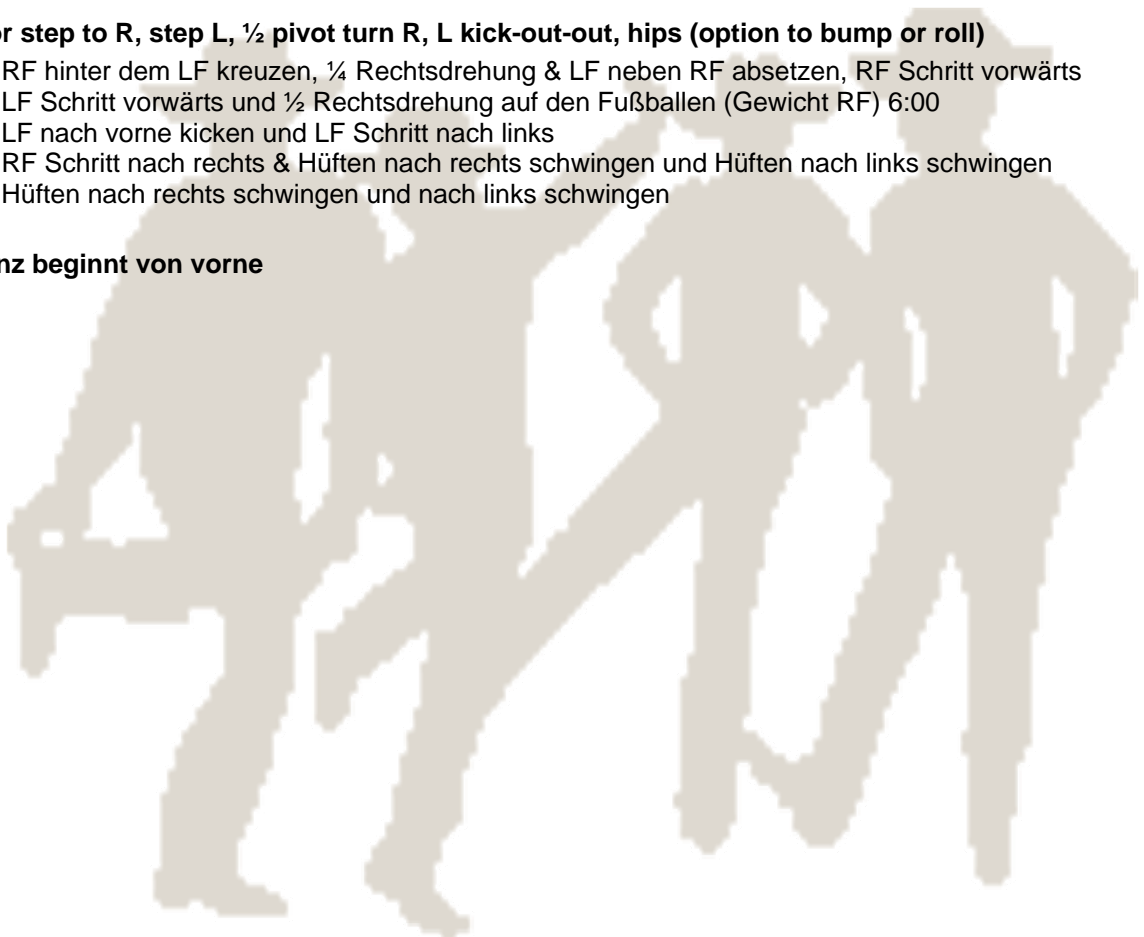 or step to R, step L, ½ pivot turn R, L kick-out-out, hips (option to bump or roll)
RF hinter dem LF kreuzen, ¼ Rechtsdrehung & LF neben RF absetzen, RF Schritt vorwärts
LF Schritt vorwärts und ½ Rechtsdrehung auf den Fußballen (Gewicht RF) 6:00
LF nach vorne kicken und LF Schritt nach links
RF Schritt nach rechts & Hüften nach rechts schwingen und Hüften nach links schwingen
Hüften nach rechts schwingen und nach links schwingen
nz beginnt von vorne